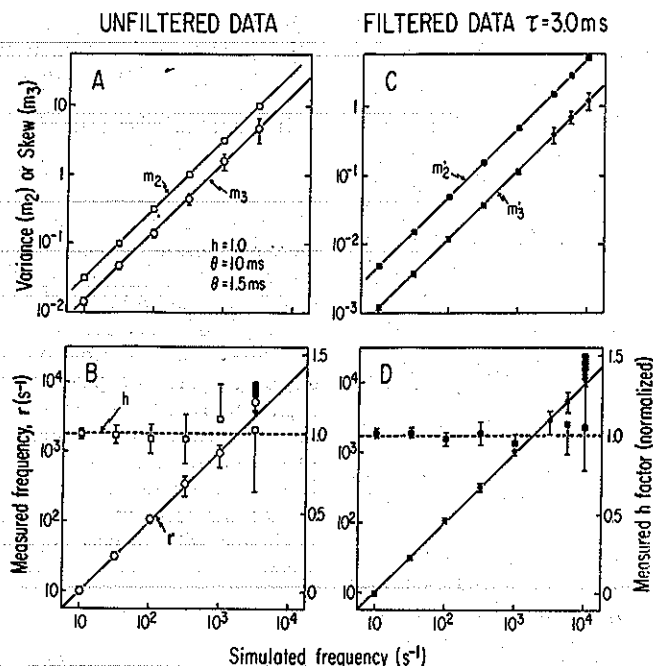 UNFILTERED DATA
FILTERED DATA τ=3.0ms
Variance (m₂) or Skew (m₃)
A
10
1
10⁻¹
10⁻²
m₂
m₃
h=1.0
θ=10ms
θ=1.5ms
C
1
10⁻¹
10⁻²
10⁻³
m₂'
m₃'
Measured frequency, r (s⁻¹)
B
10⁴
10³
10²
10
h
r
1.5
1.0
0.5
0
10
10²
10³
10⁴
D
10⁴
10³
10²
10
1.5
1.0
0.5
0
Measured h factor (normalized)
10
10²
10³
10⁴
Simulated frequency (s⁻¹)